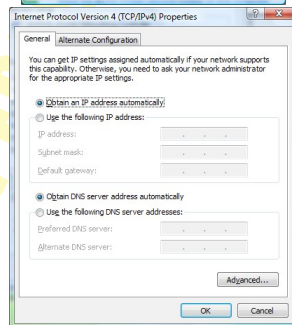 Internet Protocol Version 4 (TCP/IPv4) Properties
General Alternate Configuration
You can get IP settings assigned automatically if your network supports
this capability. Otherwise, you need to ask your network administrator
for the appropriate IP settings.
Obtain an IP address automatically
Use the following IP address:
IP address:
Subnet mask:
Default gateway:
Obtain DNS server address automatically
Use the following DNS server addresses:
Preferred DNS server:
Alternate DNS server:
Advanced...
OK Cancel